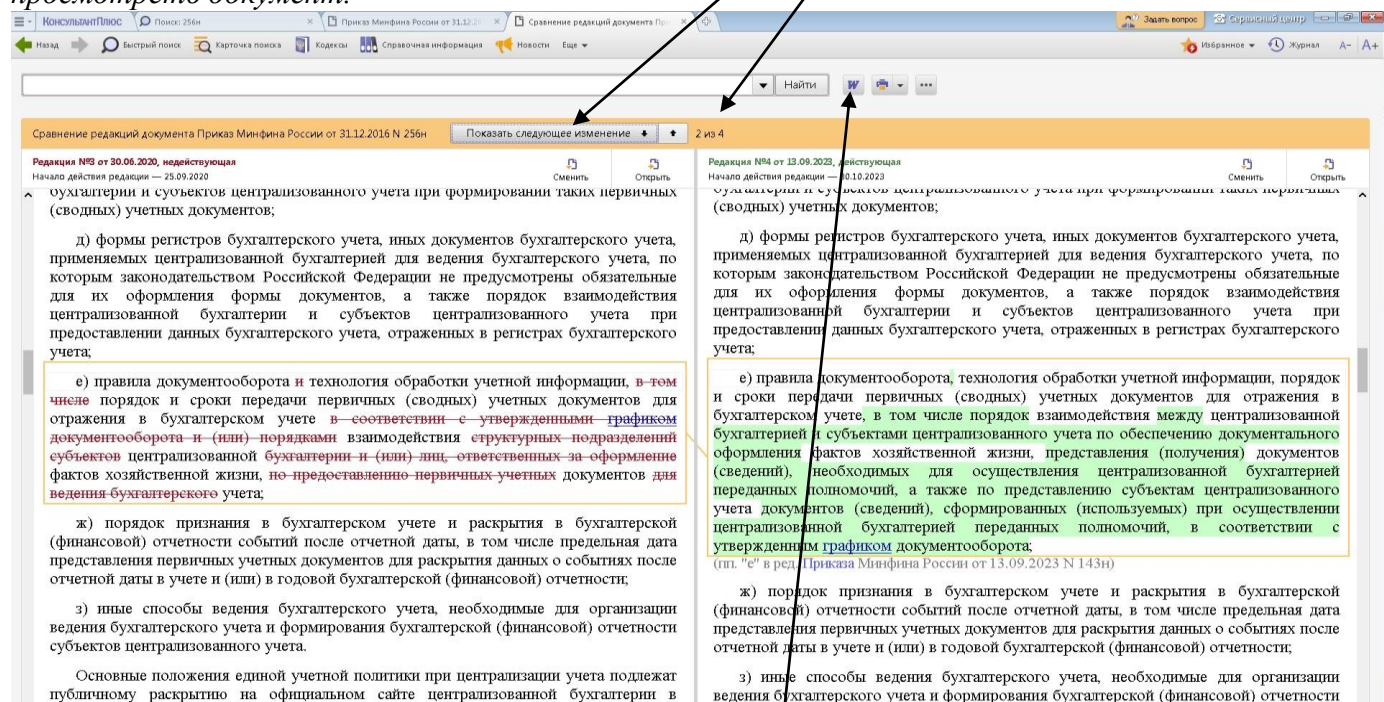 просмотрето документ.
КонсультантПлюс Поиск: 256н Приказ Минфина России от 31.12.2 Сравнение редакций документа При Задать вопрос Сервисный центр
Назад Быстрый поиск Карточка поиска Кодексы Справочная информация Новости Еще Избранное Журнал A- A+
Найти
Сравнение редакций документа Приказ Минфина России от 31.12.2016 N 256н Показать следующее изменение 2 из 4
Редакция №3 от 30.06.2020, недействующая
Начало действия редакции — 25.09.2020
Сменить Открыть
бухгалтерии и субъектов централизованного учета при формировании таких первичных
(сводных) учетных документов;
д) формы регистров бухгалтерского учета, иных документов бухгалтерского учета,
применяемых централизованной бухгалтерией для ведения бухгалтерского учета, по
которым законодательством Российской Федерации не предусмотрены обязательные
для их оформления формы документов, а также порядок взаимодействия
централизованной бухгалтерии и субъектов централизованного учета при
предоставлении данных бухгалтерского учета, отраженных в регистрах бухгалтерского
учета;
е) правила документооборота и технология обработки учетной информации, в том
числе порядок и сроки передачи первичных (сводных) учетных документов для
отражения в бухгалтерском учете в соответствии с утвержденными графиком
документооборота и (или) порядками взаимодействия структурных подразделений
субъектов централизованной бухгалтерии и (или) лиц, ответственных за оформление
фактов хозяйственной жизни, по предоставлению первичных учетных документов для
ведения бухгалтерского учета;
ж) порядок признания в бухгалтерском учете и раскрытия в бухгалтерской
(финансовой) отчетности событий после отчетной даты, в том числе предельная дата
представления первичных учетных документов для раскрытия данных о событиях после
отчетной даты в учете и (или) в годовой бухгалтерской (финансовой) отчетности;
з) иные способы ведения бухгалтерского учета, необходимые для организации
ведения бухгалтерского учета и формирования бухгалтерской (финансовой) отчетности
субъектов централизованного учета.
Основные положения единой учетной политики при централизации учета подлежат
публичному раскрытию на официальном сайте централизованной бухгалтерии в
Редакция №4 от 13.09.2023, действующая
Начало действия редакции — 30.10.2023
Сменить Открыть
бухгалтерии и субъектов централизованного учета при формировании таких первичных
(сводных) учетных документов;
д) формы регистров бухгалтерского учета, иных документов бухгалтерского учета,
применяемых централизованной бухгалтерией для ведения бухгалтерского учета, по
которым законодательством Российской Федерации не предусмотрены обязательные
для их оформления формы документов, а также порядок взаимодействия
централизованной бухгалтерии и субъектов централизованного учета при
предоставлении данных бухгалтерского учета, отраженных в регистрах бухгалтерского
учета;
е) правила документооборота, технология обработки учетной информации, порядок
и сроки передачи первичных (сводных) учетных документов для отражения в
бухгалтерском учете, в том числе порядок взаимодействия между централизованной
бухгалтерией и субъектами централизованного учета по обеспечению документального
оформления фактов хозяйственной жизни, представления (получения) документов
(сведений), необходимых для осуществления централизованной бухгалтерией
переданных полномочий, а также по представлению субъектам централизованного
учета документов (сведений), сформированных (используемых) при осуществлении
централизованной бухгалтерией переданных полномочий, в соответствии с
утвержденным графиком документооборота;
(пп. "е" в ред. Приказа Минфина России от 13.09.2023 N 143н)
ж) порядок признания в бухгалтерском учете и раскрытия в бухгалтерской
(финансовой) отчетности событий после отчетной даты, в том числе предельная дата
представления первичных учетных документов для раскрытия данных о событиях после
отчетной даты в учете и (или) в годовой бухгалтерской (финансовой) отчетности;
з) иные способы ведения бухгалтерского учета, необходимые для организации
ведения бухгалтерского учета и формирования бухгалтерской (финансовой) отчетности